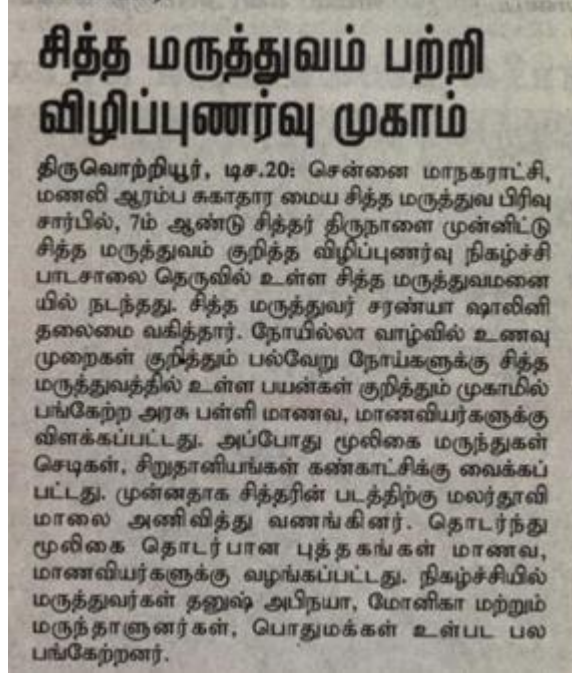 சித்த மருத்துவம் பற்றி
விழிப்புணர்வு முகாம்
திருவொற்றியூர், டிச.20: சென்னை மாநகராட்சி,
மணலி ஆரம்ப சுகாதார மைய சித்த மருத்துவ பிரிவு
சார்பில், 7ம் ஆண்டு சித்தர் திருநாளை முன்னிட்டு
சித்த மருத்துவம் குறித்த விழிப்புணர்வு நிகழ்ச்சி
பாடசாலை தெருவில் உள்ள சித்த மருத்துவமனை
யில் நடந்தது. சித்த மருத்துவர் சரண்யா ஷாலினி
தலைமை வகித்தார். நோயில்லா வாழ்வில் உணவு
முறைகள் குறித்தும் பல்வேறு நோய்களுக்கு சித்த
மருத்துவத்தில் உள்ள பயன்கள் குறித்தும் முகாமில்
பங்கேற்ற அரசு பள்ளி மாணவ, மாணவியர்களுக்கு
விளக்கப்பட்டது. அப்போது மூலிகை மருந்துகள்
செடிகள், சிறுதானியங்கள் கண்காட்சிக்கு வைக்கப்
பட்டது. முன்னதாக சித்தரின் படத்திற்கு மலர்தூவி
மாலை அணிவித்து வணங்கினர். தொடர்ந்து
மூலிகை தொடர்பான புத்தகங்கள் மாணவ,
மாணவியர்களுக்கு வழங்கப்பட்டது. நிகழ்ச்சியில்
மருத்துவர்கள் தனுஷ் அபிநயா, மோனிகா மற்றும்
மருந்தாளுனர்கள், பொதுமக்கள் உள்பட பல
பங்கேற்றனர்.